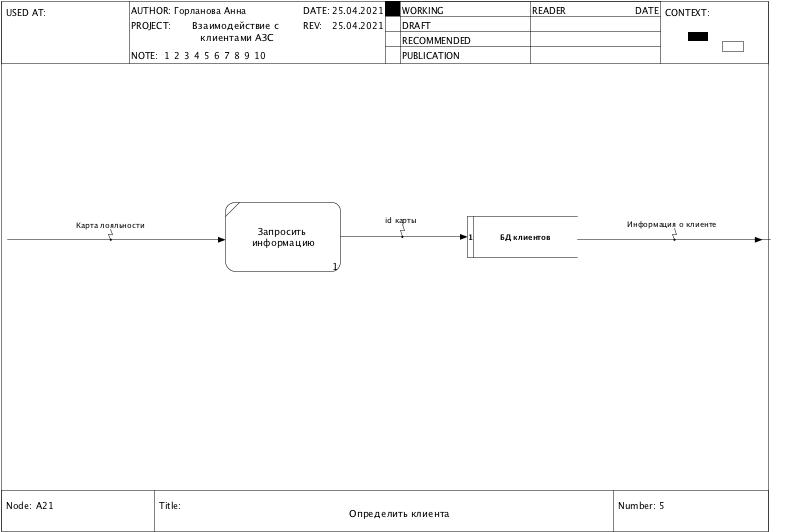 USED AT:
AUTHOR: Горланова Анна
DATE: 25.04.2021
PROJECT: Взаимодействие с
клиентами АЗС
REV: 25.04.2021
NOTE: 1 2 3 4 5 6 7 8 9 10
WORKING
DRAFT
RECOMMENDED
PUBLICATION
READER
DATE
CONTEXT:
Карта лояльности
Запросить
информацию
1
id карты
1
БД клиентов
Информация о клиенте
Node: A21
Title:
Определить клиента
Number: 5